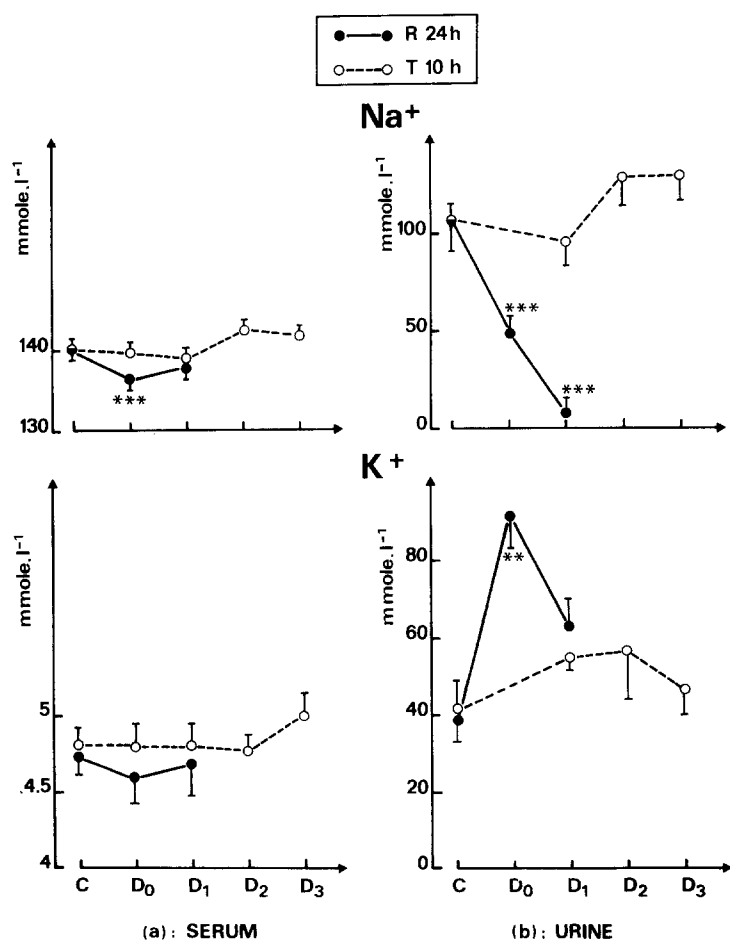 R 24h
T 10 h
Na+
mmole.l⁻¹
140
130
***
mmole.l⁻¹
100
50
0
***
***
K+
mmole.l⁻¹
5
4.5
4
C D₀ D₁ D₂ D₃
(a): SERUM
mmole.l⁻¹
80
60
40
20
0
**
C D₀ D₁ D₂ D₃
(b): URINE